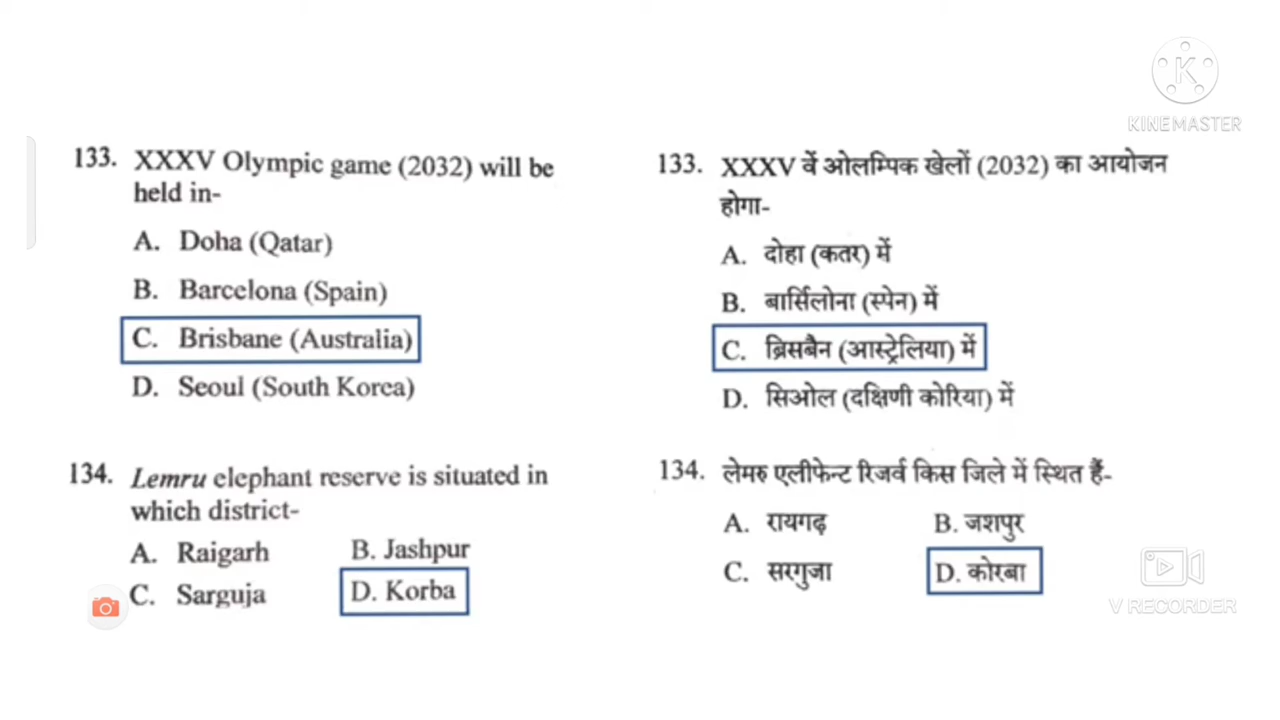 133. XXXV Olympic game (2032) will be
held in-
A. Doha (Qatar)
B. Barcelona (Spain)
C. Brisbane (Australia)
D. Seoul (South Korea)
134. Lemru elephant reserve is situated in
which district-
A. Raigarh B. Jashpur
C. Sarguja D. Korba
133. XXXV वें ओलम्पिक खेलों (2032) का आयोजन
होगा-
A. दोहा (कतर) में
B. बार्सिलोना (स्पेन) में
C. ब्रिसबैन (आस्ट्रेलिया) में
D. सिओल (दक्षिणी कोरिया) में
134. लेमरु एलीफेन्ट रिजर्व किस जिले में स्थित हैं-
A. रायगढ़ B. जशपुर
C. सरगुजा D. कोरबा
K
KINEMASTER
V RECORDER